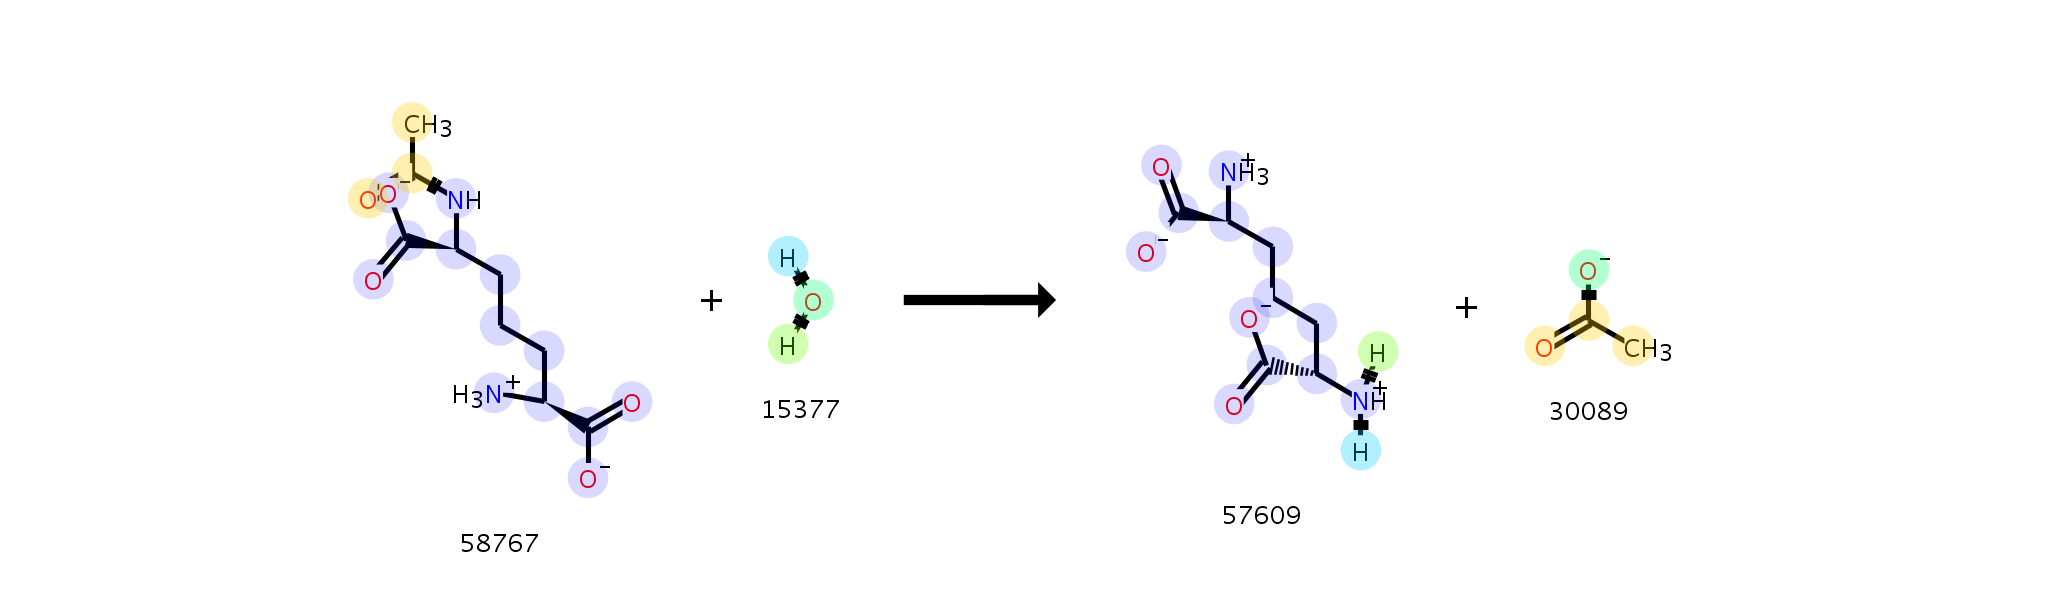 CH3
O
O−
NH
O
H3N+
O
O−
58767
+
H
O
H
15377
O
NH3+
O−
O−
O
H
NH+
H
57609
+
O−
O
CH3
30089